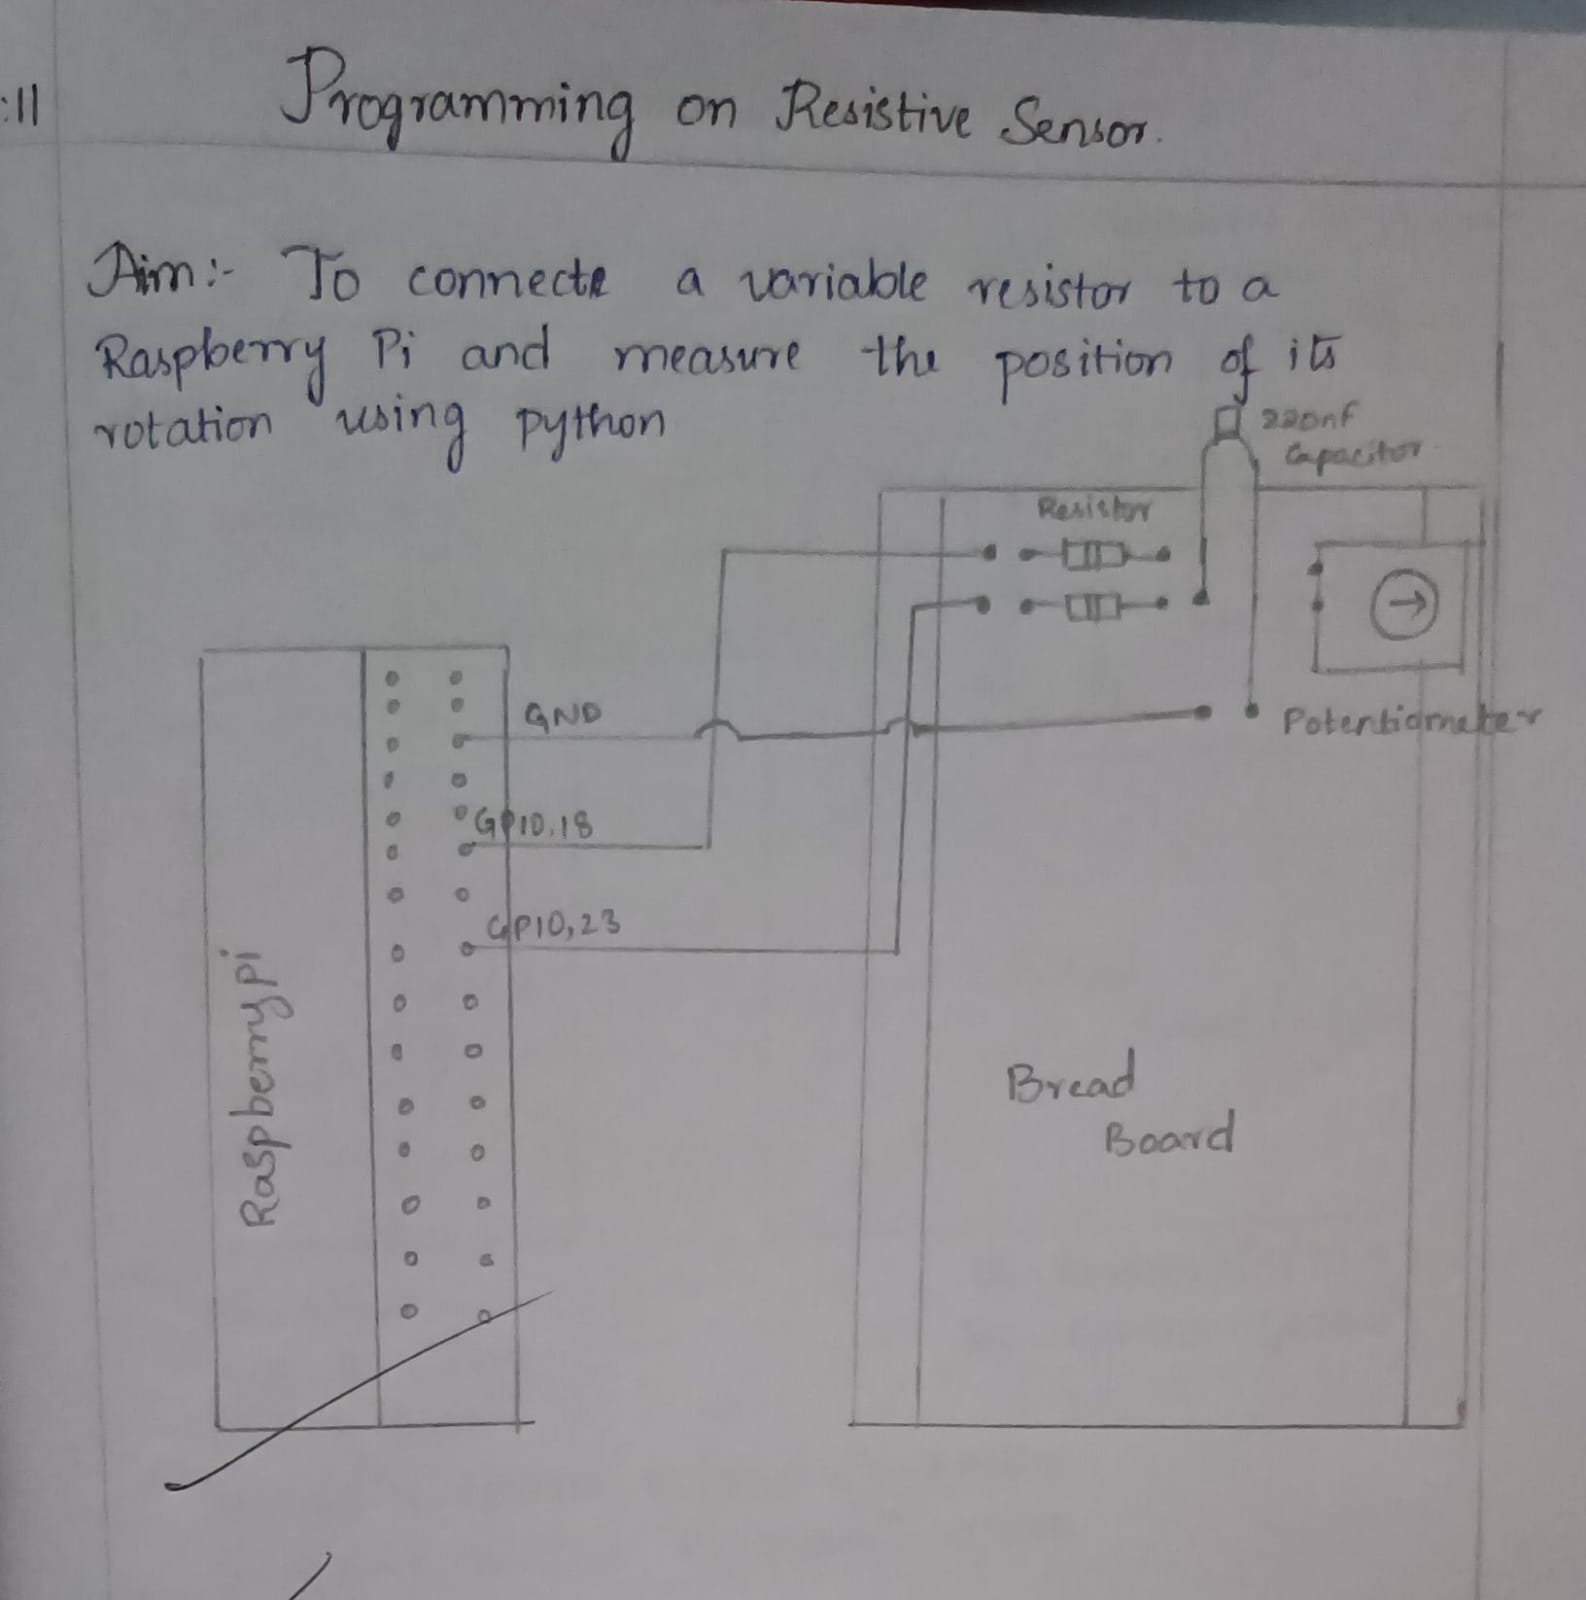 :11
Programming on Resistive Sensor.
Aim:- To connecte a variable resistor to a
Raspberry Pi and measure the position of its
rotation using python
220nf
Capacitor
Resistor
GND
Potentiometer
GPIO.18
GPIO,23
Raspberry pi
Bread
Board